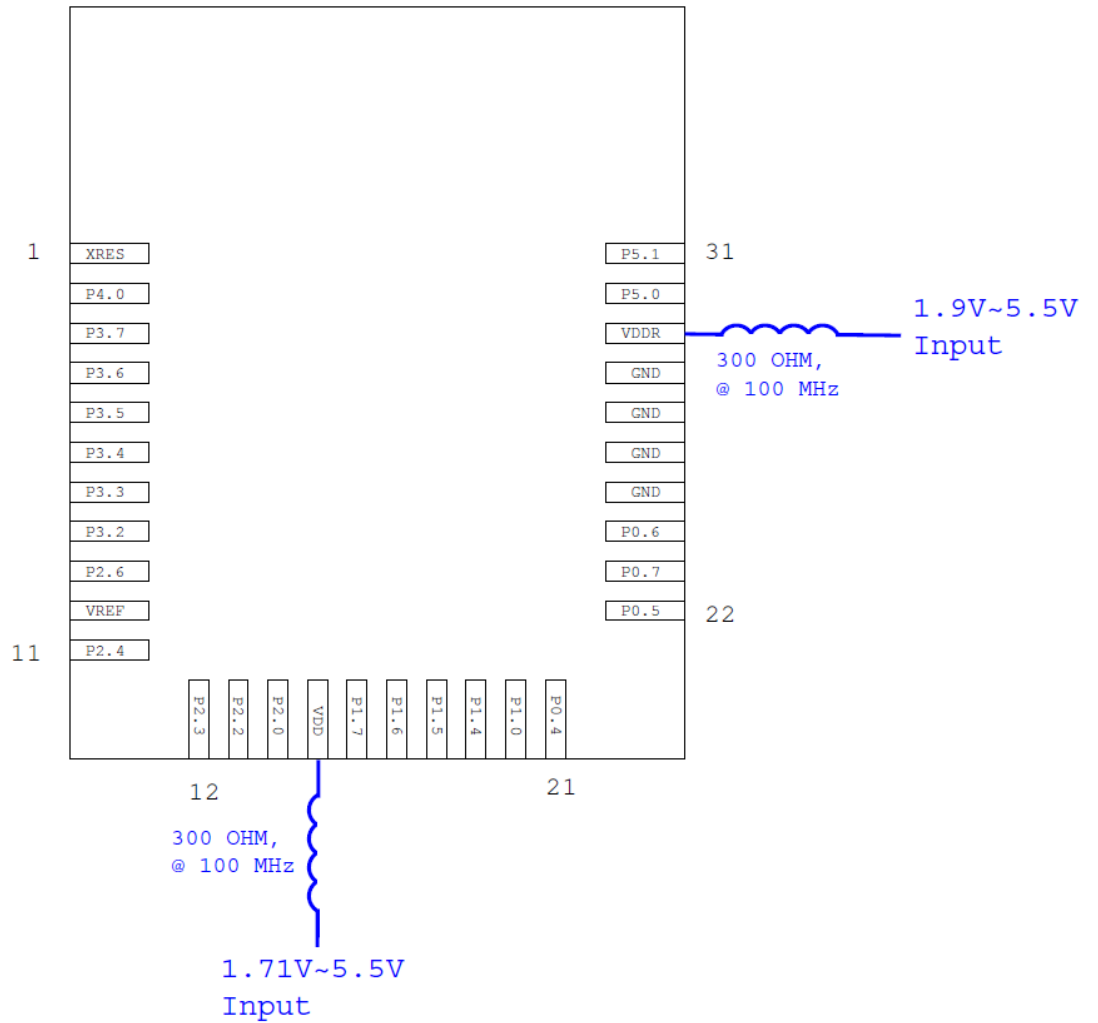 1
XRES
P4.0
P3.7
P3.6
P3.5
P3.4
P3.3
P3.2
P2.6
VREF
11
P2.4
P5.1
31
P5.0
VDDR
GND
GND
GND
GND
P0.6
P0.7
P0.5
22
1.9V~5.5V
Input
300 OHM,
@ 100 MHz
P2.3
P2.2
P2.0
VDD
P1.7
P1.6
P1.5
P1.4
P1.0
P0.4
12
21
300 OHM,
@ 100 MHz
1.71V~5.5V
Input